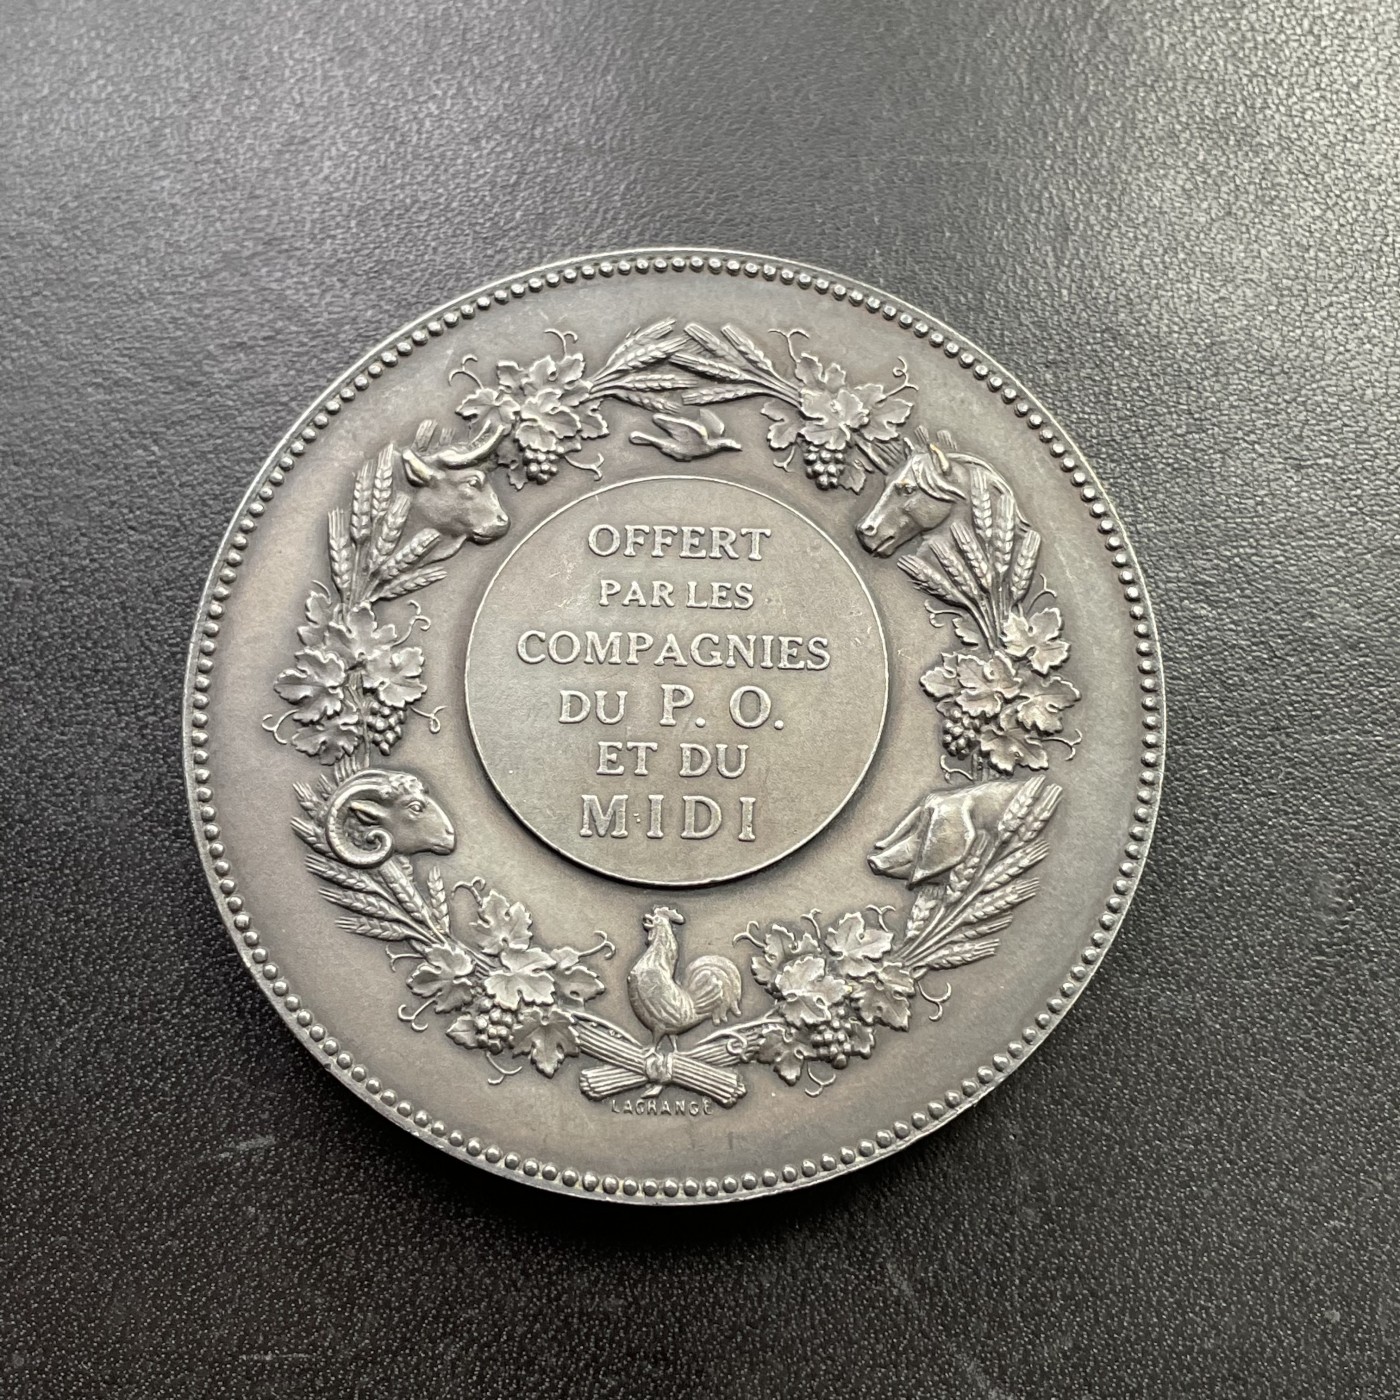 OFFERT
PAR LES
COMPAGNIES
DU P. O.
ET DU
MIDI
LAGRANGE